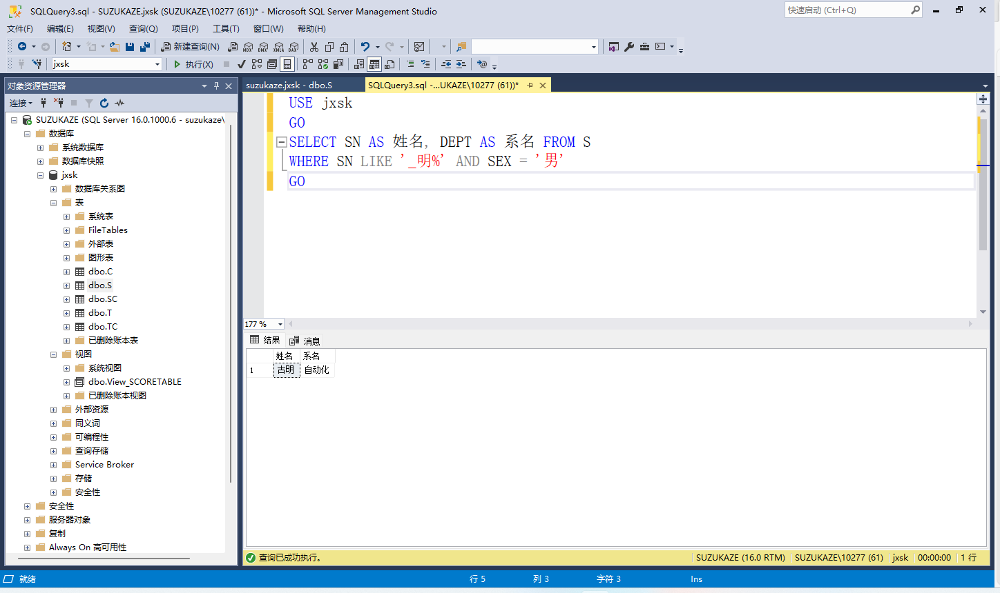 SQLQuery3.sql - SUZUKAZE.jxsk (SUZUKAZE\10277 (61))* - Microsoft SQL Server Management Studio
快速启动 (Ctrl+Q)
文件(F) 编辑(E) 视图(V) 查询(Q) 项目(P) 工具(T) 窗口(W) 帮助(H)
新建查询(N) MDX DMX XMLA DAX
jxsk 执行(X)
对象资源管理器
连接
SUZUKAZE (SQL Server 16.0.1000.6 - suzukaze\
数据库
系统数据库
数据库快照
jxsk
数据库关系图
表
系统表
FileTables
外部表
图形表
dbo.C
dbo.S
dbo.SC
dbo.T
dbo.TC
已删除账本表
视图
系统视图
dbo.View_SCORETABLE
已删除账本视图
外部资源
同义词
可编程性
查询存储
Service Broker
存储
安全性
安全性
服务器对象
复制
Always On 高可用性
suzukaze.jxsk - dbo.S
SQLQuery3.sql -...UKAZE\10277 (61))*
USE jxsk
GO
SELECT SN AS 姓名, DEPT AS 系名 FROM S
WHERE SN LIKE '_明%' AND SEX = '男'
GO
177 %
结果 消息
姓名 系名
1 古明 自动化
查询已成功执行。 SUZUKAZE (16.0 RTM) SUZUKAZE\10277 (61) jxsk 00:00:00 1 行
就绪 行 5 列 3 字符 3 Ins